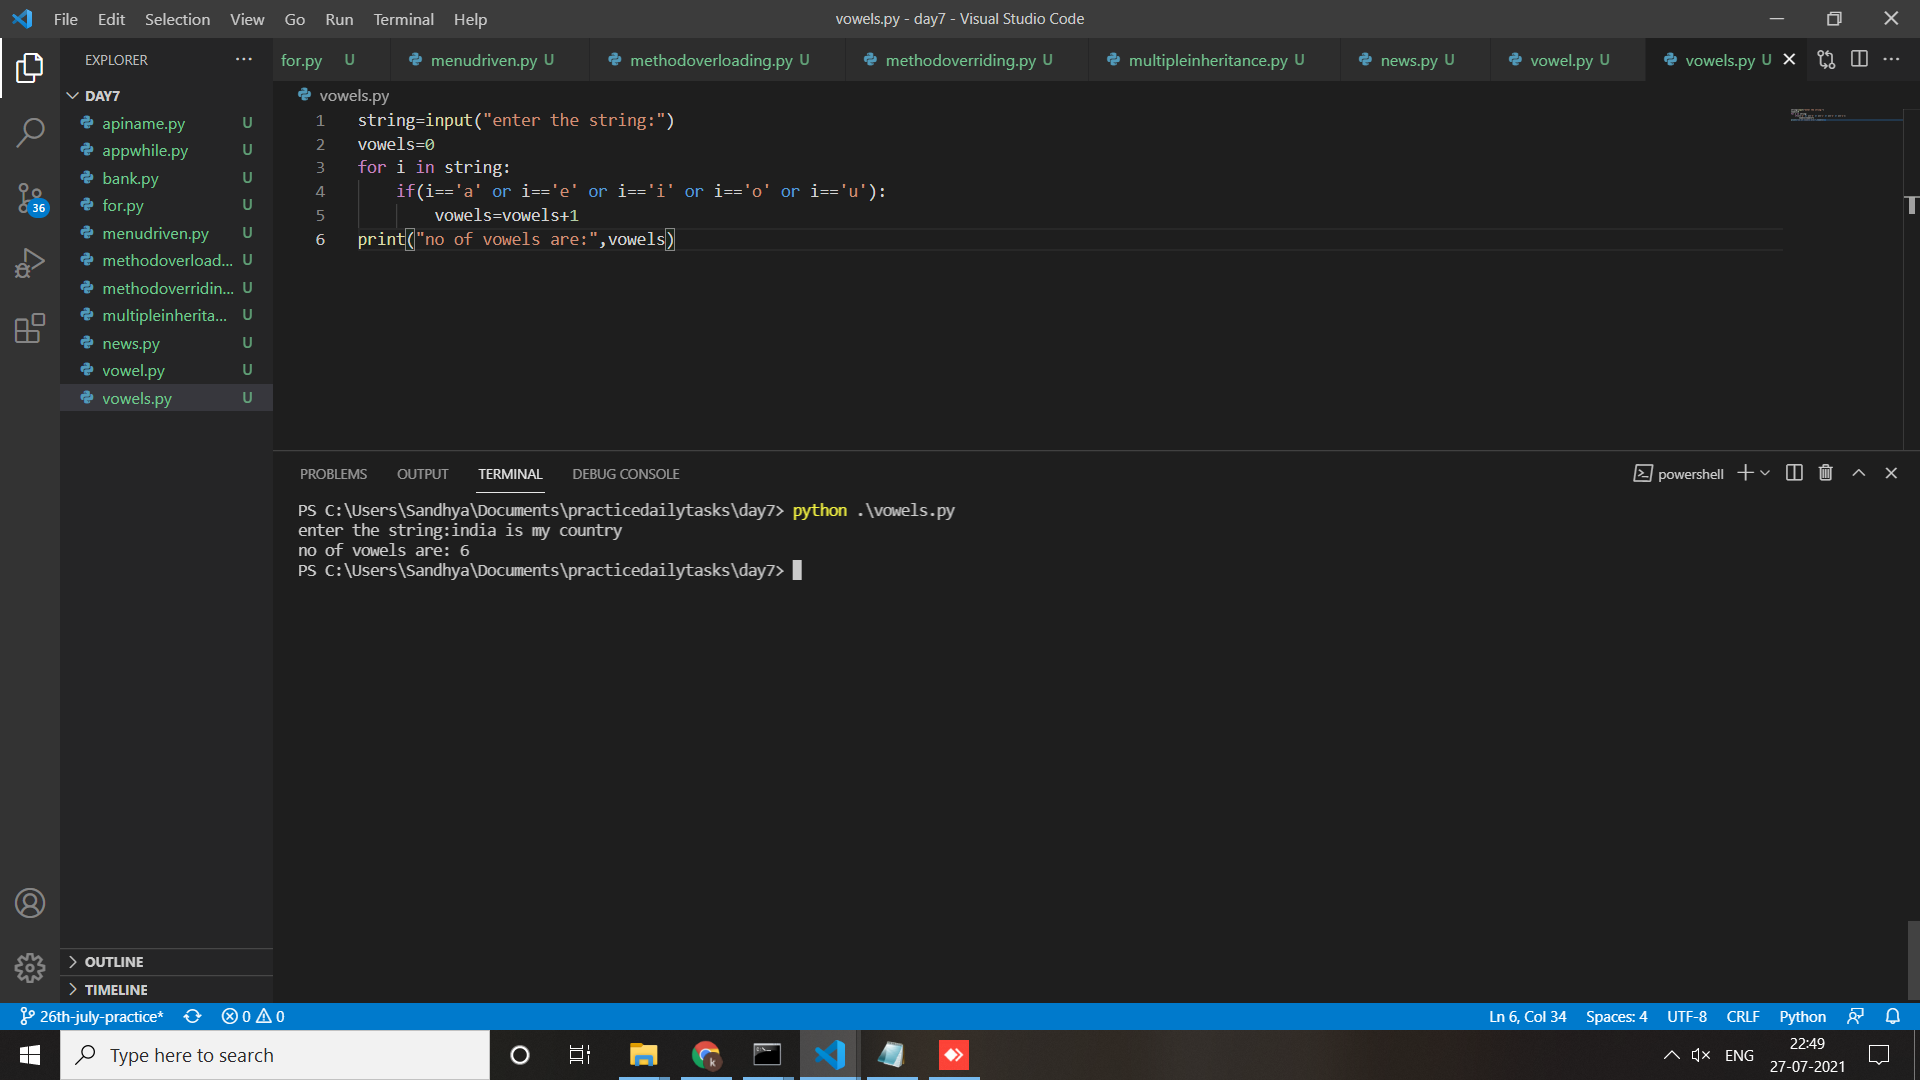 File Edit Selection View Go Run Terminal Help
vowels.py - day7 - Visual Studio Code
EXPLORER ...
for.py U
menudriven.py U
methodoverloading.py U
methodoverriding.py U
multipleinheritance.py U
news.py U
vowel.py U
vowels.py U
DAY7
apiname.py U
appwhile.py U
bank.py U
for.py U
menudriven.py U
methodoverload... U
methodoverridin... U
multipleinherita... U
news.py U
vowel.py U
vowels.py U
36
vowels.py
1 string=input("enter the string:")
2 vowels=0
3 for i in string:
4 if(i=='a' or i=='e' or i=='i' or i=='o' or i=='u'):
5 vowels=vowels+1
6 print("no of vowels are:",vowels)
PROBLEMS OUTPUT TERMINAL DEBUG CONSOLE
powershell
PS C:\Users\Sandhya\Documents\practicedailytasks\day7> python .\vowels.py
enter the string:india is my country
no of vowels are: 6
PS C:\Users\Sandhya\Documents\practicedailytasks\day7>
OUTLINE
TIMELINE
26th-july-practice* 0 0
Ln 6, Col 34 Spaces: 4 UTF-8 CRLF Python
Type here to search
k
ENG
22:49
27-07-2021